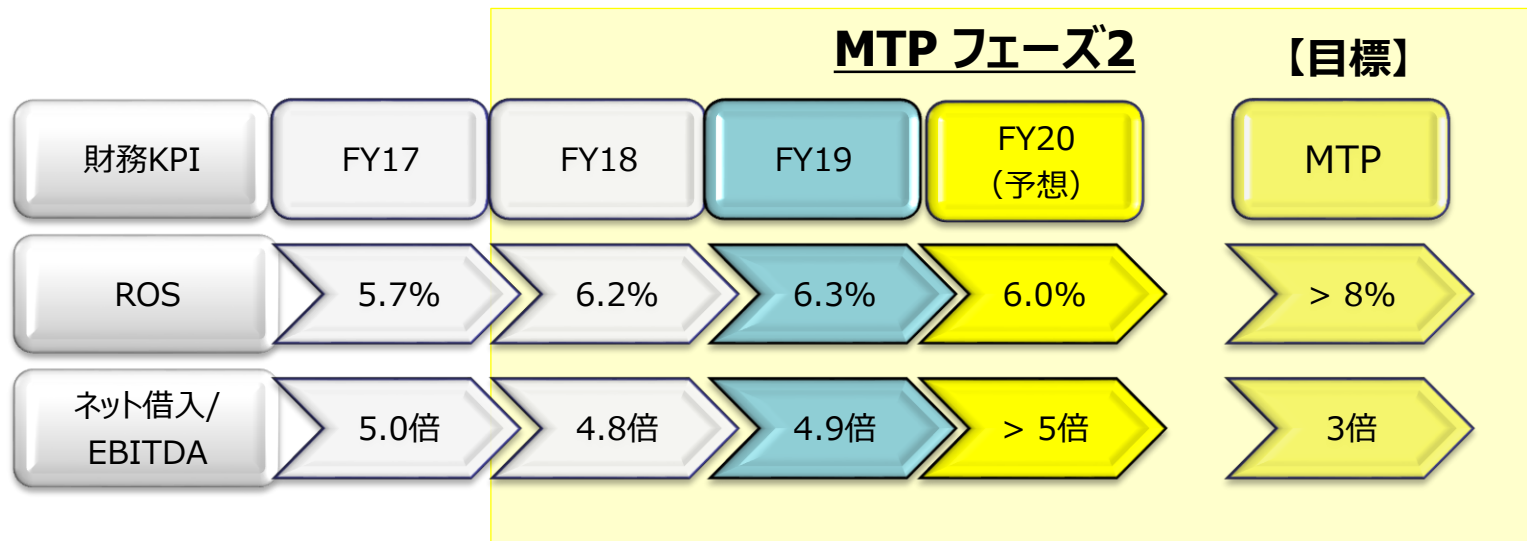 MTP フェーズ2
【目標】
財務KPI
FY17
FY18
FY19
FY20
(予想)
MTP
ROS
5.7%
6.2%
6.3%
6.0%
> 8%
ネット借入/
EBITDA
5.0倍
4.8倍
4.9倍
> 5倍
3倍